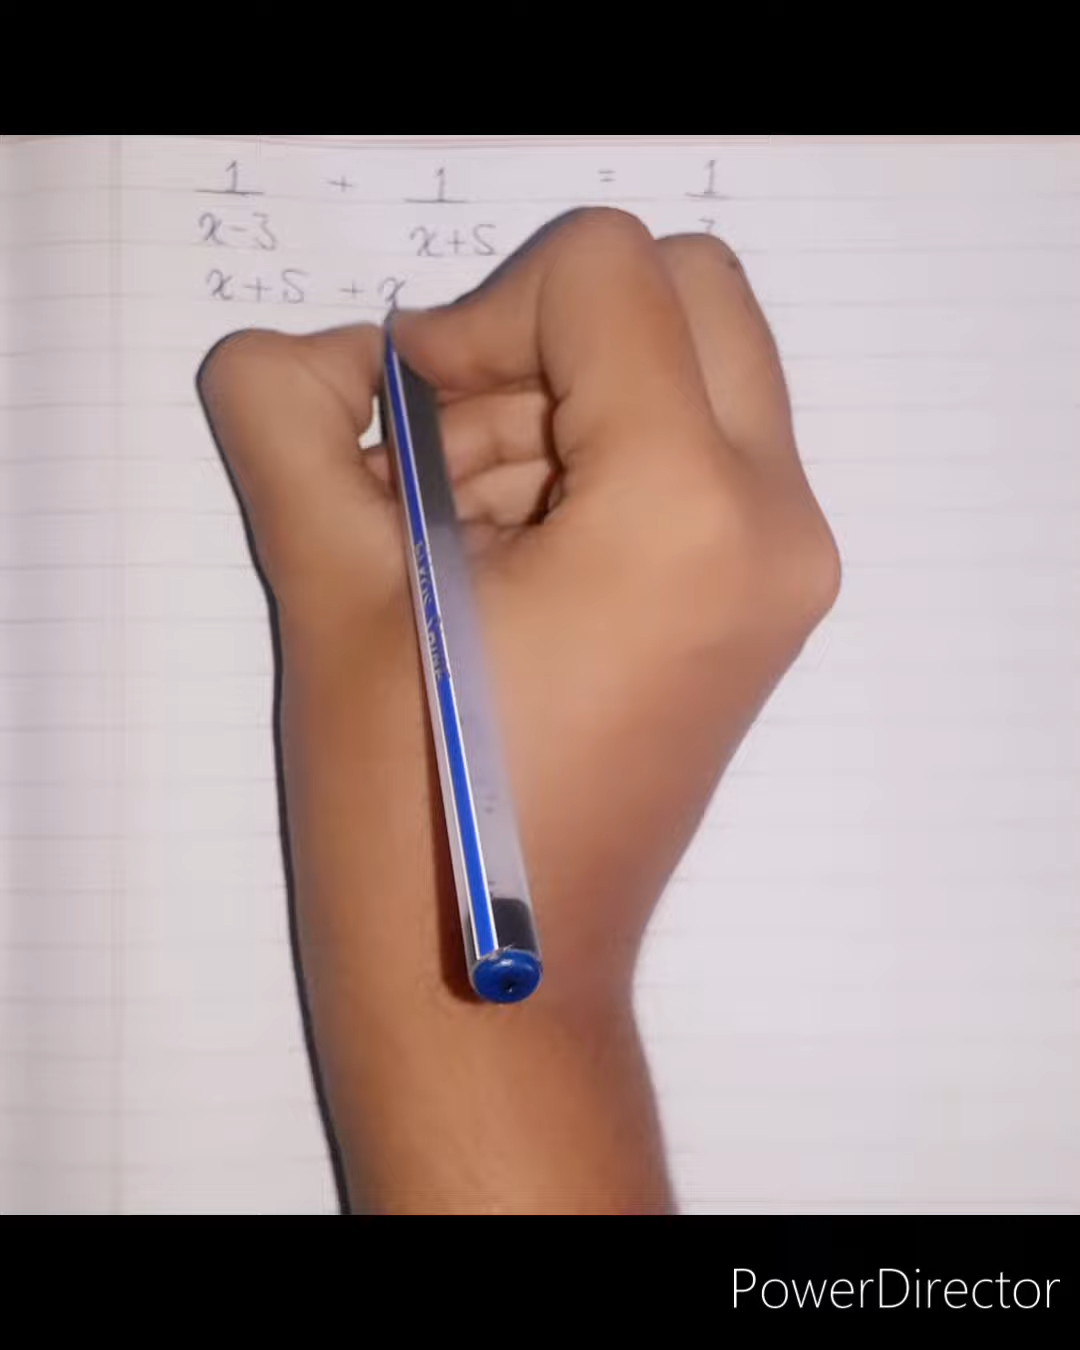 1 + 1 = 1
x-3 x+5
x+5 +x
PowerDirector